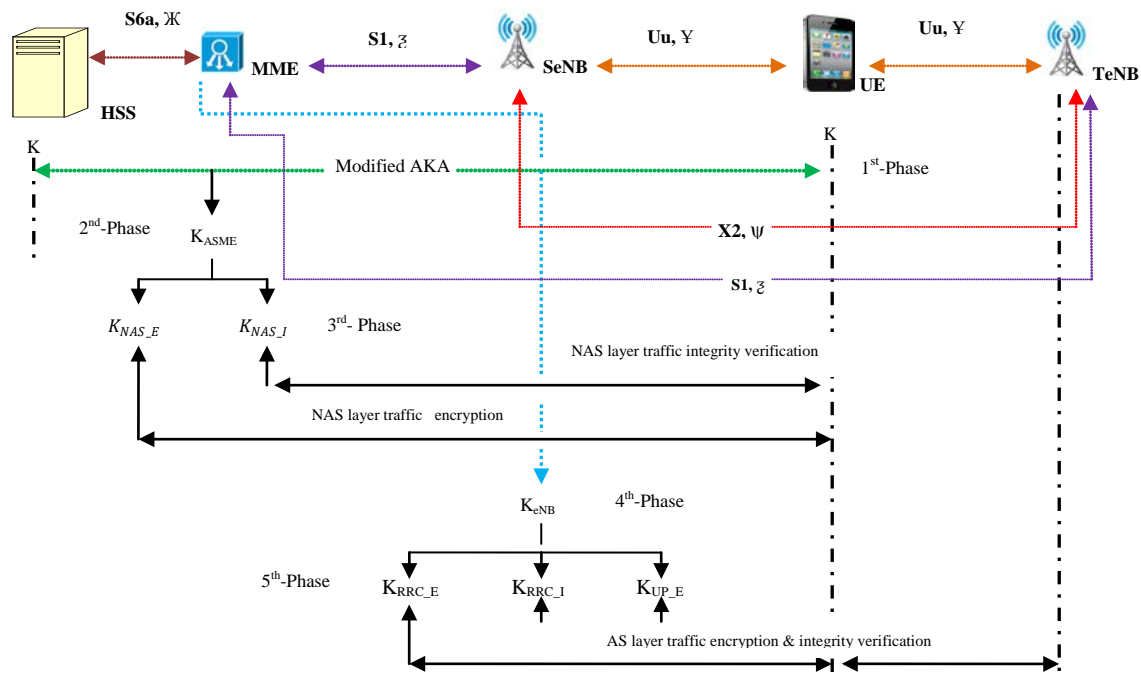 S6a, Ж
S1, ꜫ
Uu, ¥
Uu, ¥
HSS
MME
SeNB
UE
TeNB
K
K
Modified AKA
1st-Phase
2nd-Phase
KASME
X2, ψ
S1, ꜫ
KNAS_E
KNAS_I
3rd- Phase
NAS layer traffic integrity verification
NAS layer traffic encryption
KeNB
4th-Phase
5th-Phase
KRRC_E
KRRC_I
KUP_E
AS layer traffic encryption & integrity verification